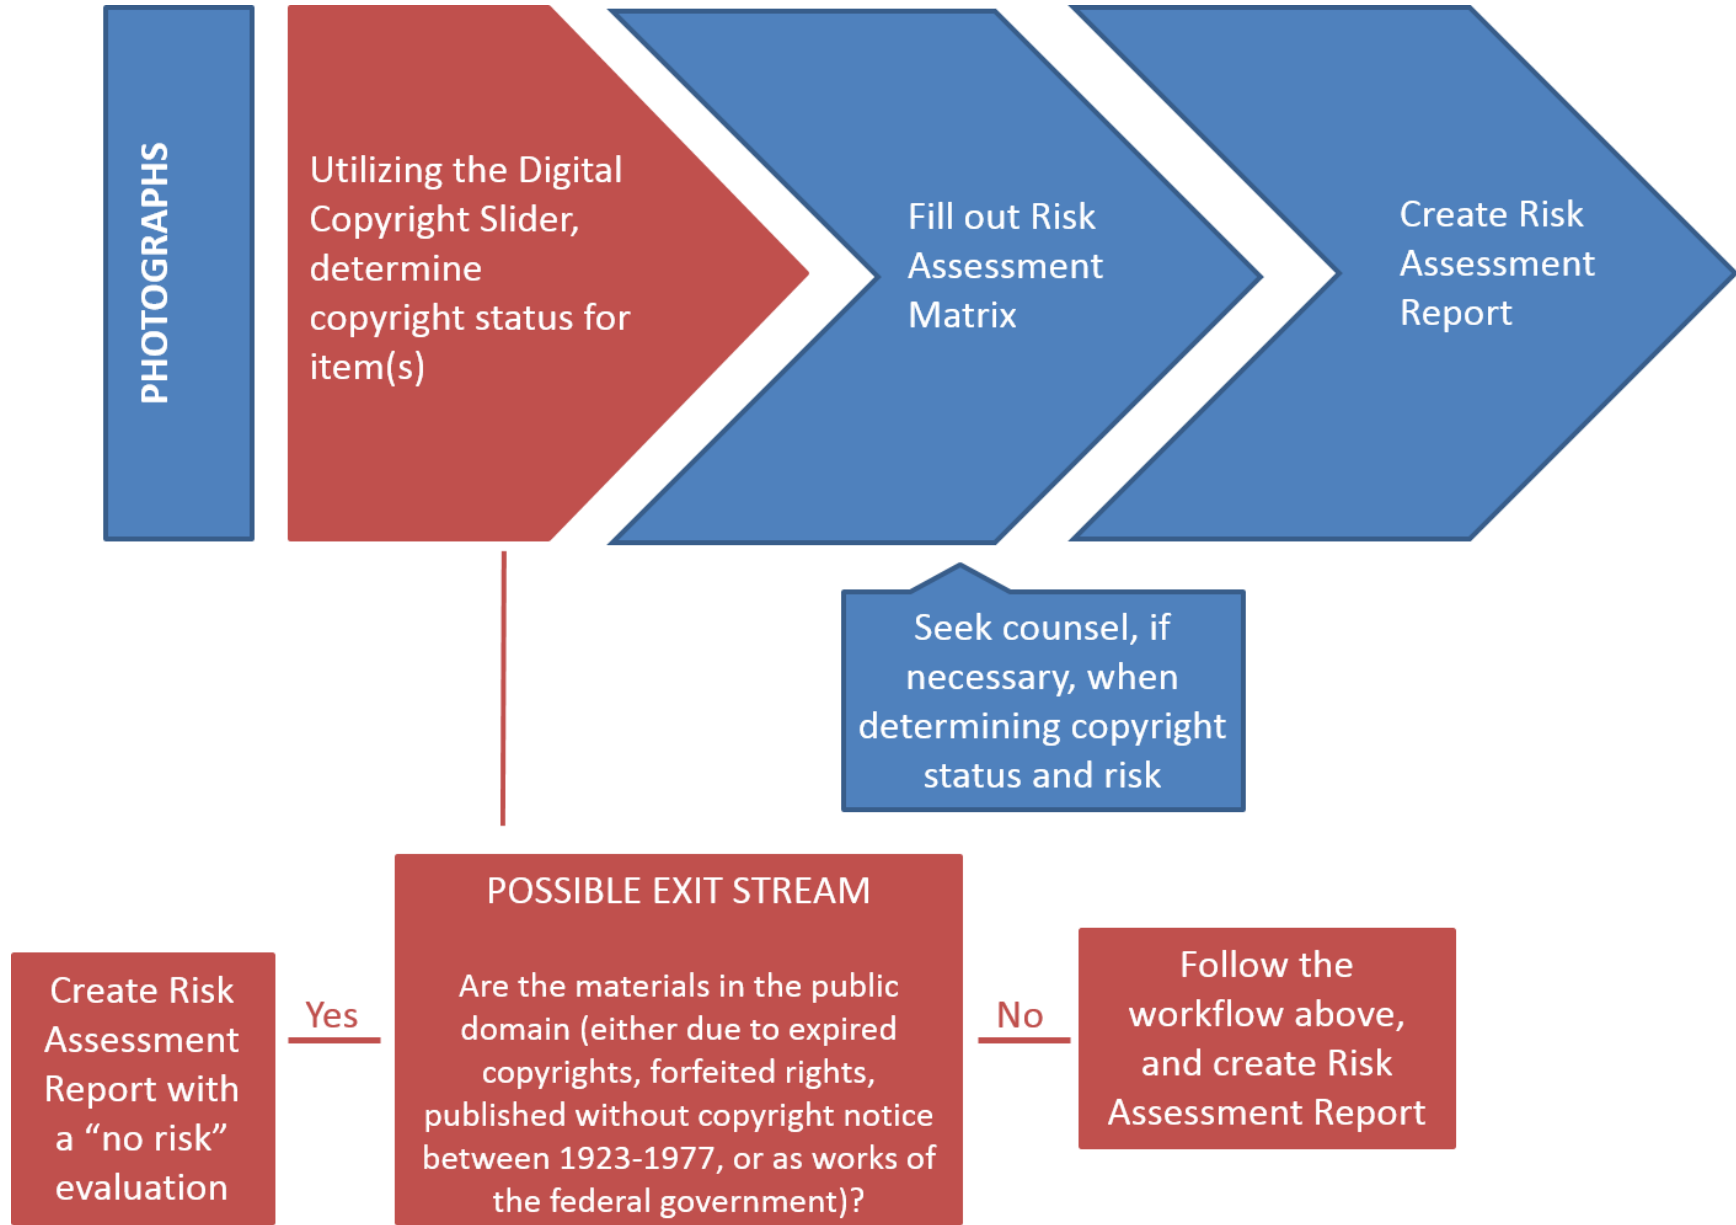 PHOTOGRAPHS
Utilizing the Digital
Copyright Slider,
determine
copyright status for
item(s)
Fill out Risk
Assessment
Matrix
Create Risk
Assessment
Report
Seek counsel, if
necessary, when
determining copyright
status and risk
POSSIBLE EXIT STREAM
Are the materials in the public
domain (either due to expired
copyrights, forfeited rights,
published without copyright notice
between 1923-1977, or as works of
the federal government)?
Yes
Create Risk
Assessment
Report with
a “no risk”
evaluation
No
Follow the
workflow above,
and create Risk
Assessment Report